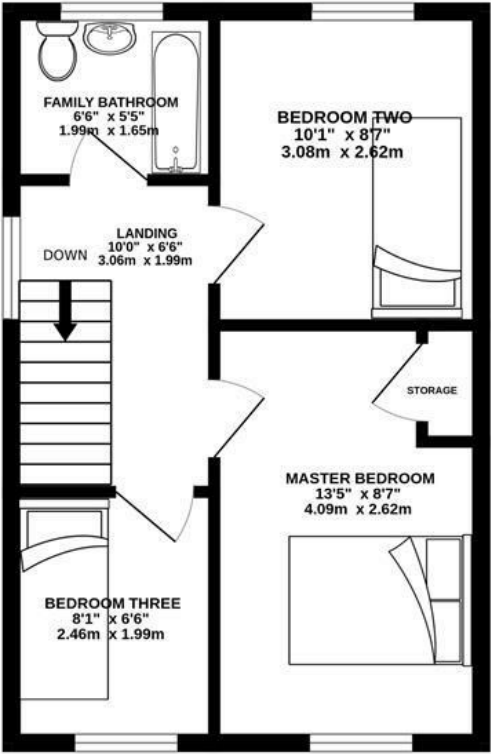 FAMILY BATHROOM
6'6" x 5'5"
1.99m x 1.65m
BEDROOM TWO
10'1" x 8'7"
3.08m x 2.62m
LANDING
10'0" x 6'6"
3.06m x 1.99m
DOWN
STORAGE
MASTER BEDROOM
13'5" x 8'7"
4.09m x 2.62m
BEDROOM THREE
8'1" x 6'6"
2.46m x 1.99m